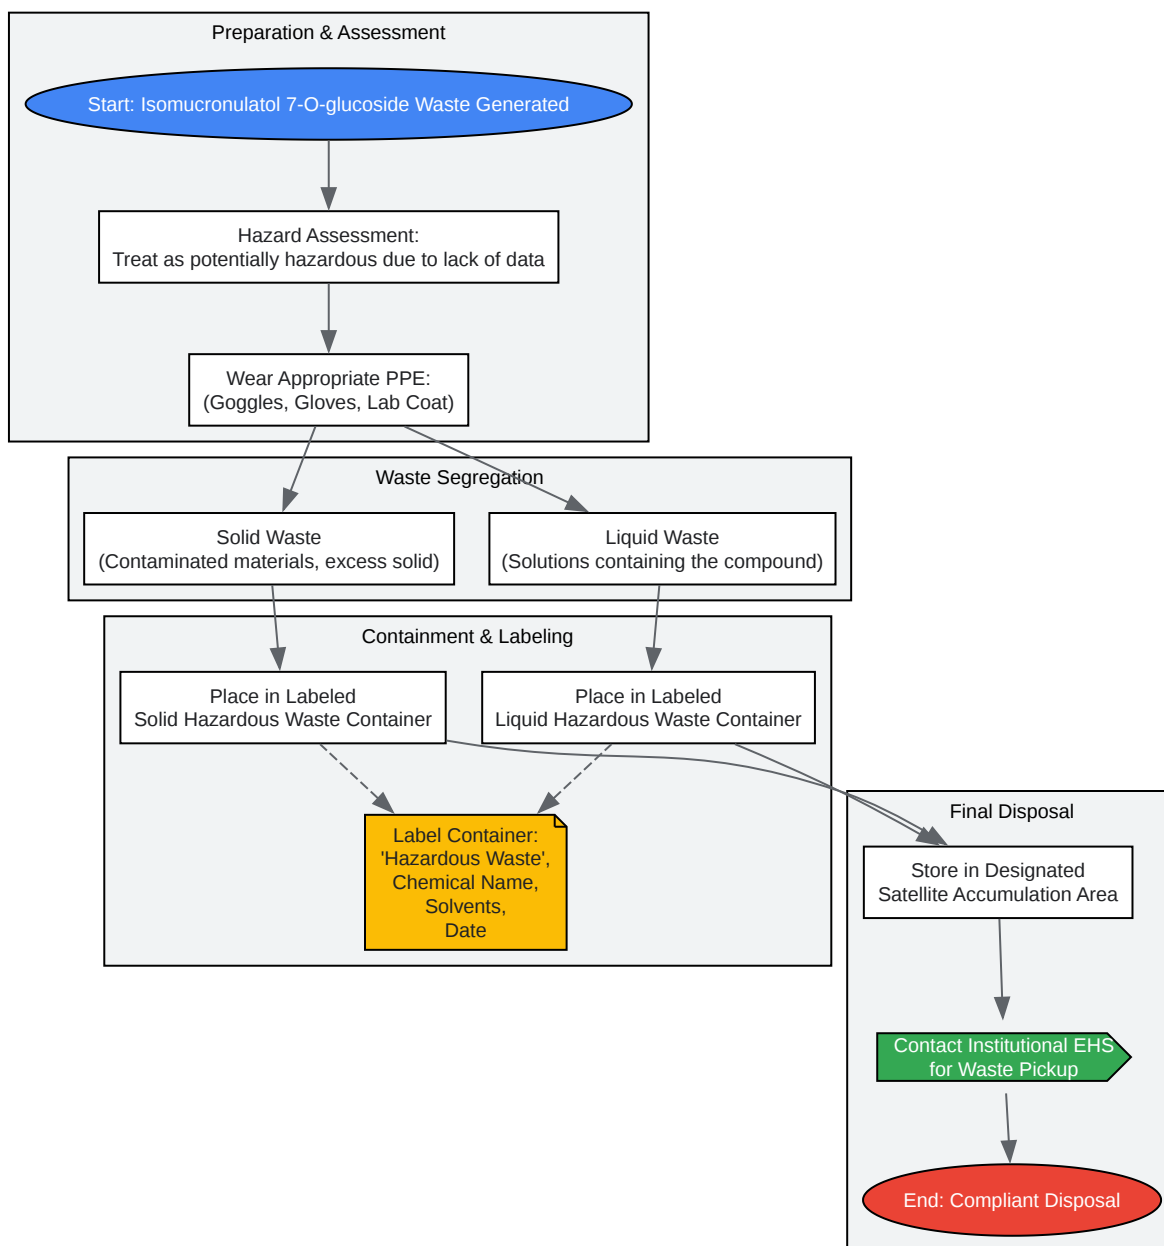 Preparation & Assessment
Start: Isomucronulatol 7-O-glucoside Waste Generated
Hazard Assessment:
Treat as potentially hazardous due to lack of data
Wear Appropriate PPE:
(Goggles, Gloves, Lab Coat)
Waste Segregation
Solid Waste
(Contaminated materials, excess solid)
Liquid Waste
(Solutions containing the compound)
Containment & Labeling
Place in Labeled
Solid Hazardous Waste Container
Place in Labeled
Liquid Hazardous Waste Container
Label Container:
'Hazardous Waste',
Chemical Name,
Solvents,
Date
Final Disposal
Store in Designated
Satellite Accumulation Area
Contact Institutional EHS
for Waste Pickup
End: Compliant Disposal